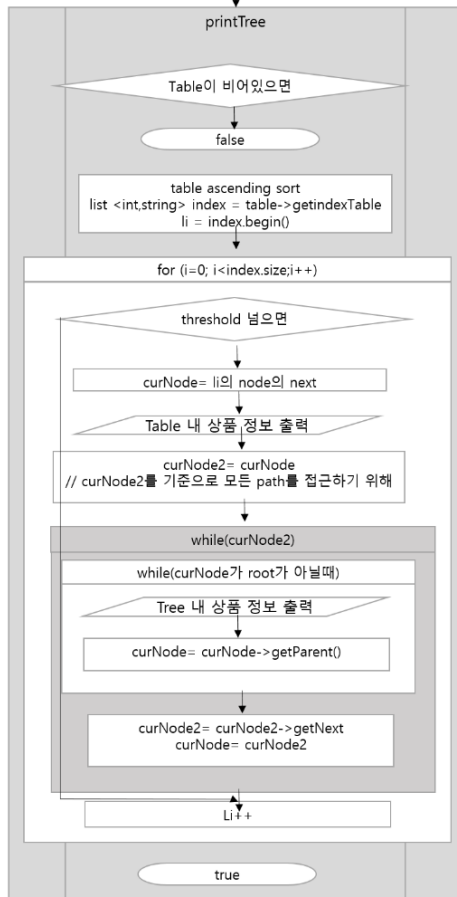 printTree
Table이 비어있으면
false
table ascending sort
list <int,string> index = table->getindexTable
li = index.begin()
for (i=0; i<index.size;i++)
threshold 넘으면
curNode= li의 node의 next
Table 내 상품 정보 출력
curNode2= curNode
// curNode2를 기준으로 모든 path를 접근하기 위해
while(curNode2)
while(curNode가 root가 아닐때)
Tree 내 상품 정보 출력
curNode= curNode->getParent()
curNode2= curNode2->getNext
curNode= curNode2
Li++
true